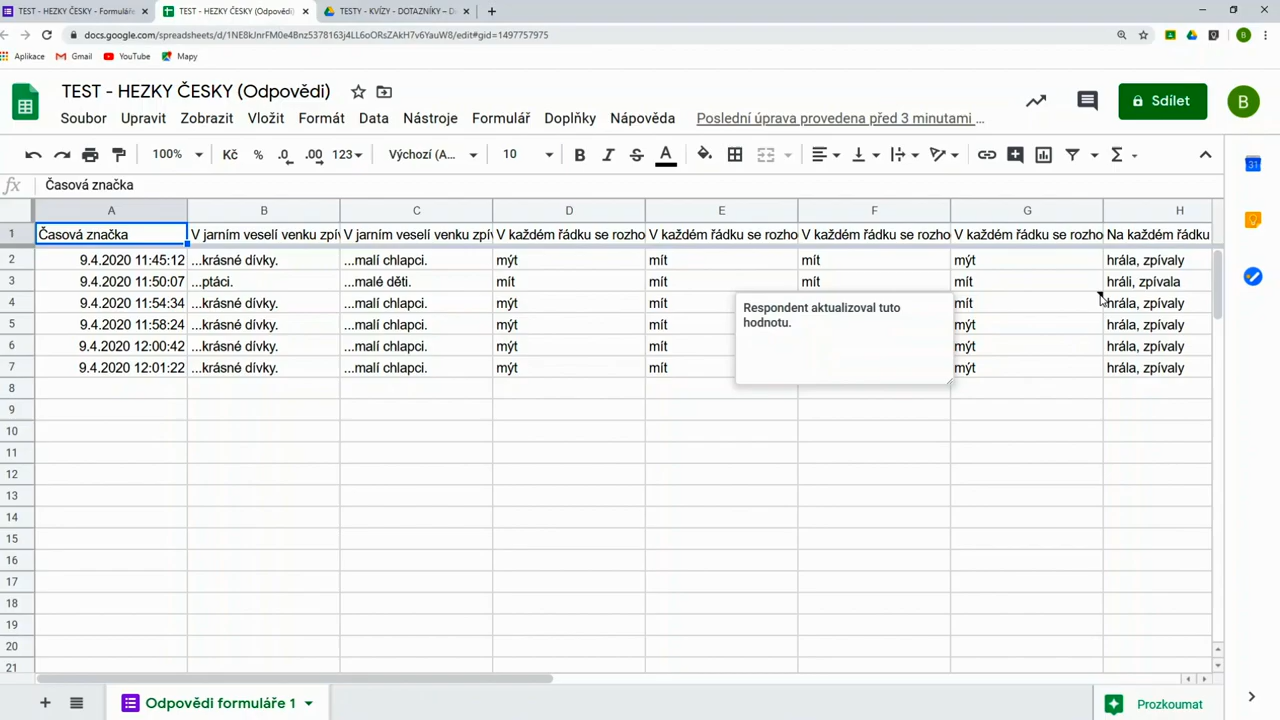 TEST - HEZKY ČESKY - Formulář
TEST - HEZKY ČESKY (Odpovědi)
TESTY - KVÍZY - DOTAZNÍKY –
docs.google.com/spreadsheets/d/1NE8kJnrFM0e4Bnz5378163j4LL6oORsZAkH7v6YauW8/edit#gid=1497757975
B
Aplikace Gmail YouTube Mapy
TEST - HEZKY ČESKY (Odpovědi)
Sdílet
B
Soubor Upravit Zobrazit Vložit Formát Data Nástroje Formulář Doplňky Nápověda Poslední úprava provedena před 3 minutami …
100% Kč % .0 .00 123 Výchozí (A... 10 B I S A Σ
31
fx Časová značka
A B C D E F G H
1 Časová značka V jarním veselí venku zpív V jarním veselí venku zpív V každém řádku se rozho V každém řádku se rozho V každém řádku se rozho V každém řádku se rozho Na každém řádku
2 9.4.2020 11:45:12 ...krásné dívky. ...malí chlapci. mýt mít mít mýt hrála, zpívaly
3 9.4.2020 11:50:07 ...ptáci. ...malé děti. mít mít mít mít hráli, zpívala
4 9.4.2020 11:54:34 ...krásné dívky. ...malí chlapci. mýt mít mít hrála, zpívaly
5 9.4.2020 11:58:24 ...krásné dívky. ...malí chlapci. mýt mít mýt hrála, zpívaly
6 9.4.2020 12:00:42 ...krásné dívky. ...malí chlapci. mýt mít mýt hrála, zpívaly
7 9.4.2020 12:01:22 ...krásné dívky. ...malí chlapci. mýt mít mýt hrála, zpívaly
Respondent aktualizoval tuto
hodnotu.
8
9
10
11
12
13
14
15
16
17
18
19
20
21
Odpovědi formuláře 1
Prozkoumat